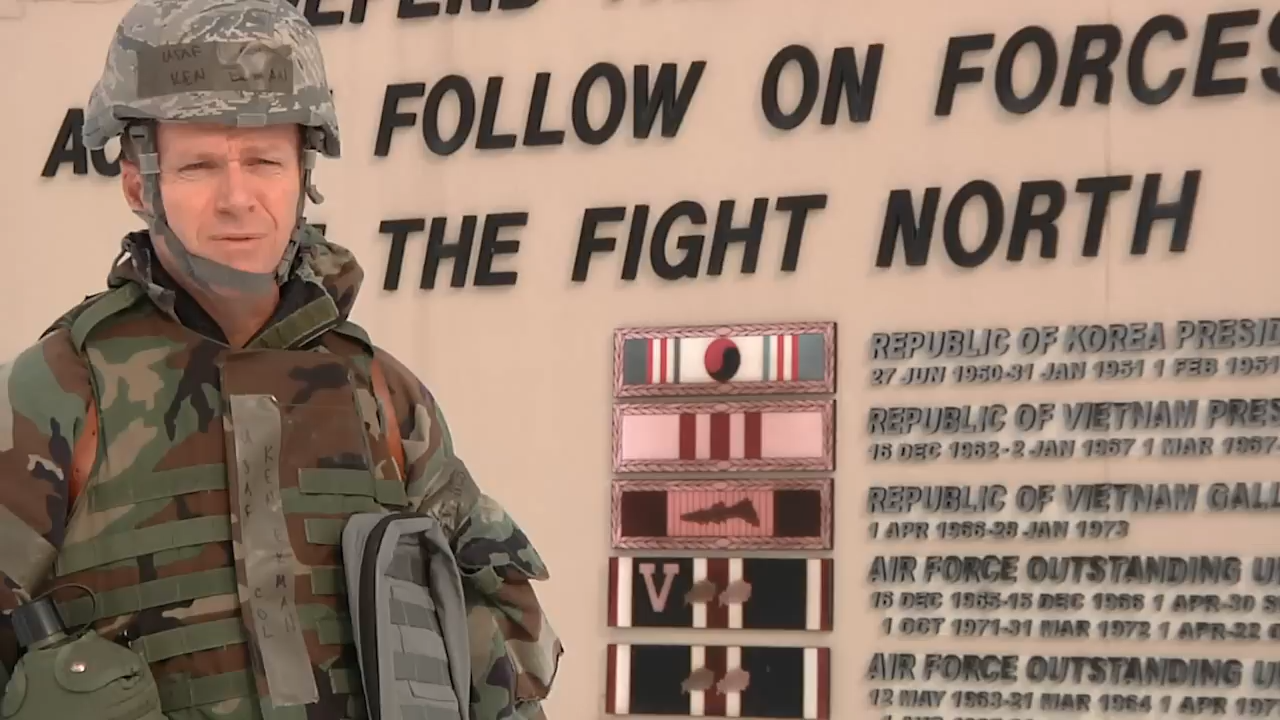 USAF
KEN
DEFEND
FOLLOW ON FORCES
THE FIGHT NORTH
REPUBLIC OF KOREA PRESID
27 JUN 1950-31 JAN 1951 1 FEB 1951
REPUBLIC OF VIETNAM PRES
16 DEC 1962-2 JAN 1967 1 MAR 1967-
REPUBLIC OF VIETNAM GALL
1 APR 1966-28 JAN 1973
V
AIR FORCE OUTSTANDING U
16 DEC 1965-15 DEC 1966 1 APR-30 S
1 OCT 1971-31 MAR 1972 1 APR-22
AIR FORCE OUTSTANDING U
12 MAY 1963-21 MAR 1964 1 APR 197
USAF
KEN
COL